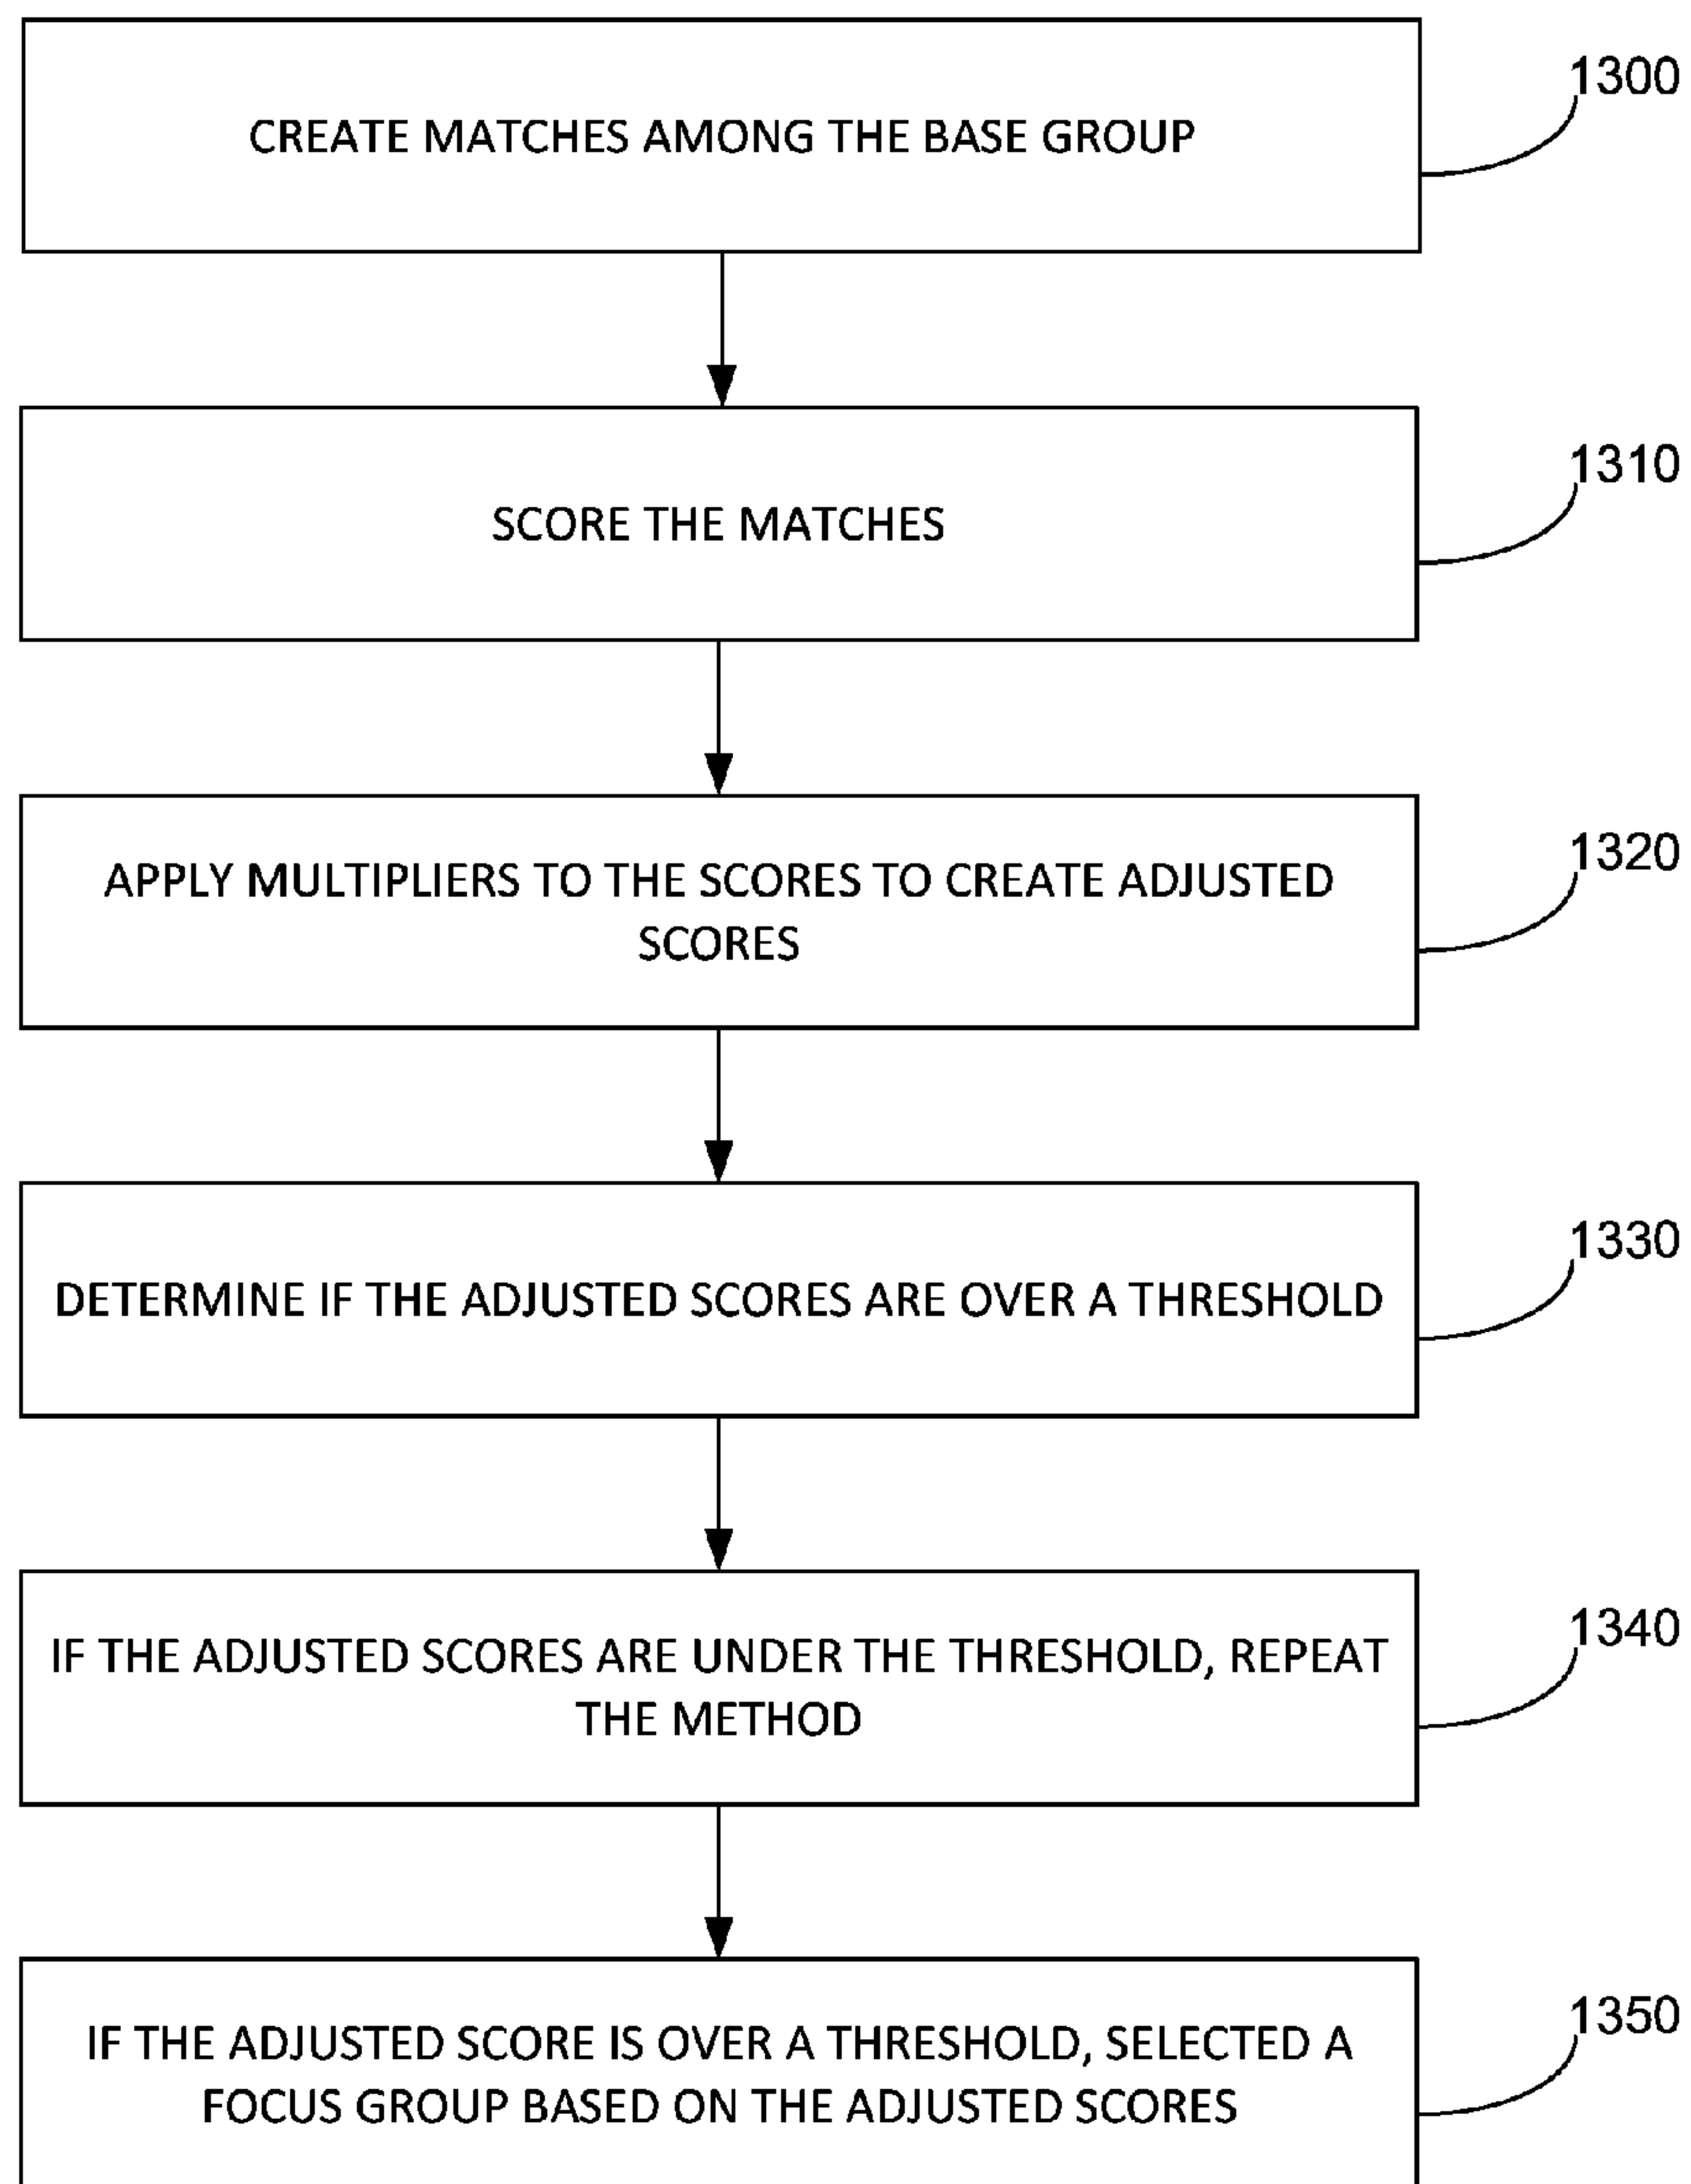 CREATE MATCHES AMONG THE BASE GROUP
1300
SCORE THE MATCHES
1310
APPLY MULTIPLIERS TO THE SCORES TO CREATE ADJUSTED
SCORES
1320
DETERMINE IF THE ADJUSTED SCORES ARE OVER A THRESHOLD
1330
IF THE ADJUSTED SCORES ARE UNDER THE THRESHOLD, REPEAT
THE METHOD
1340
IF THE ADJUSTED SCORE IS OVER A THRESHOLD, SELECTED A
FOCUS GROUP BASED ON THE ADJUSTED SCORES
1350